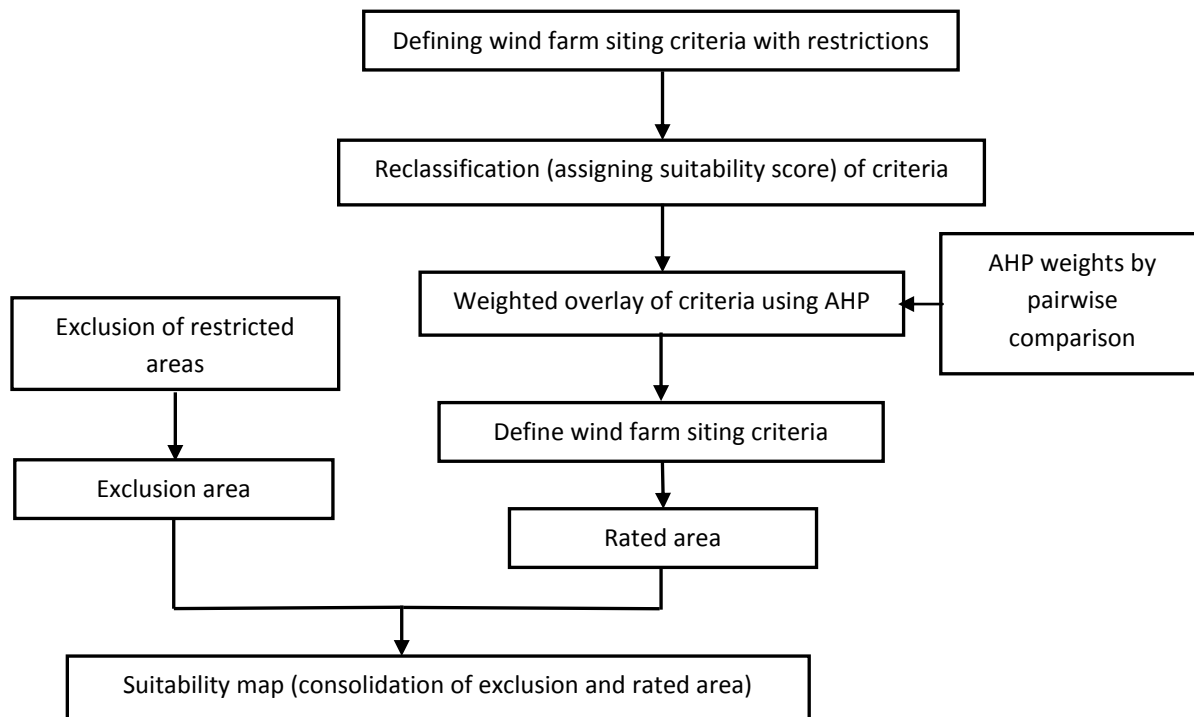 Defining wind farm siting criteria with restrictions
Reclassification (assigning suitability score) of criteria
Weighted overlay of criteria using AHP
AHP weights by
pairwise
comparison
Exclusion of restricted
areas
Define wind farm siting criteria
Exclusion area
Rated area
Suitability map (consolidation of exclusion and rated area)